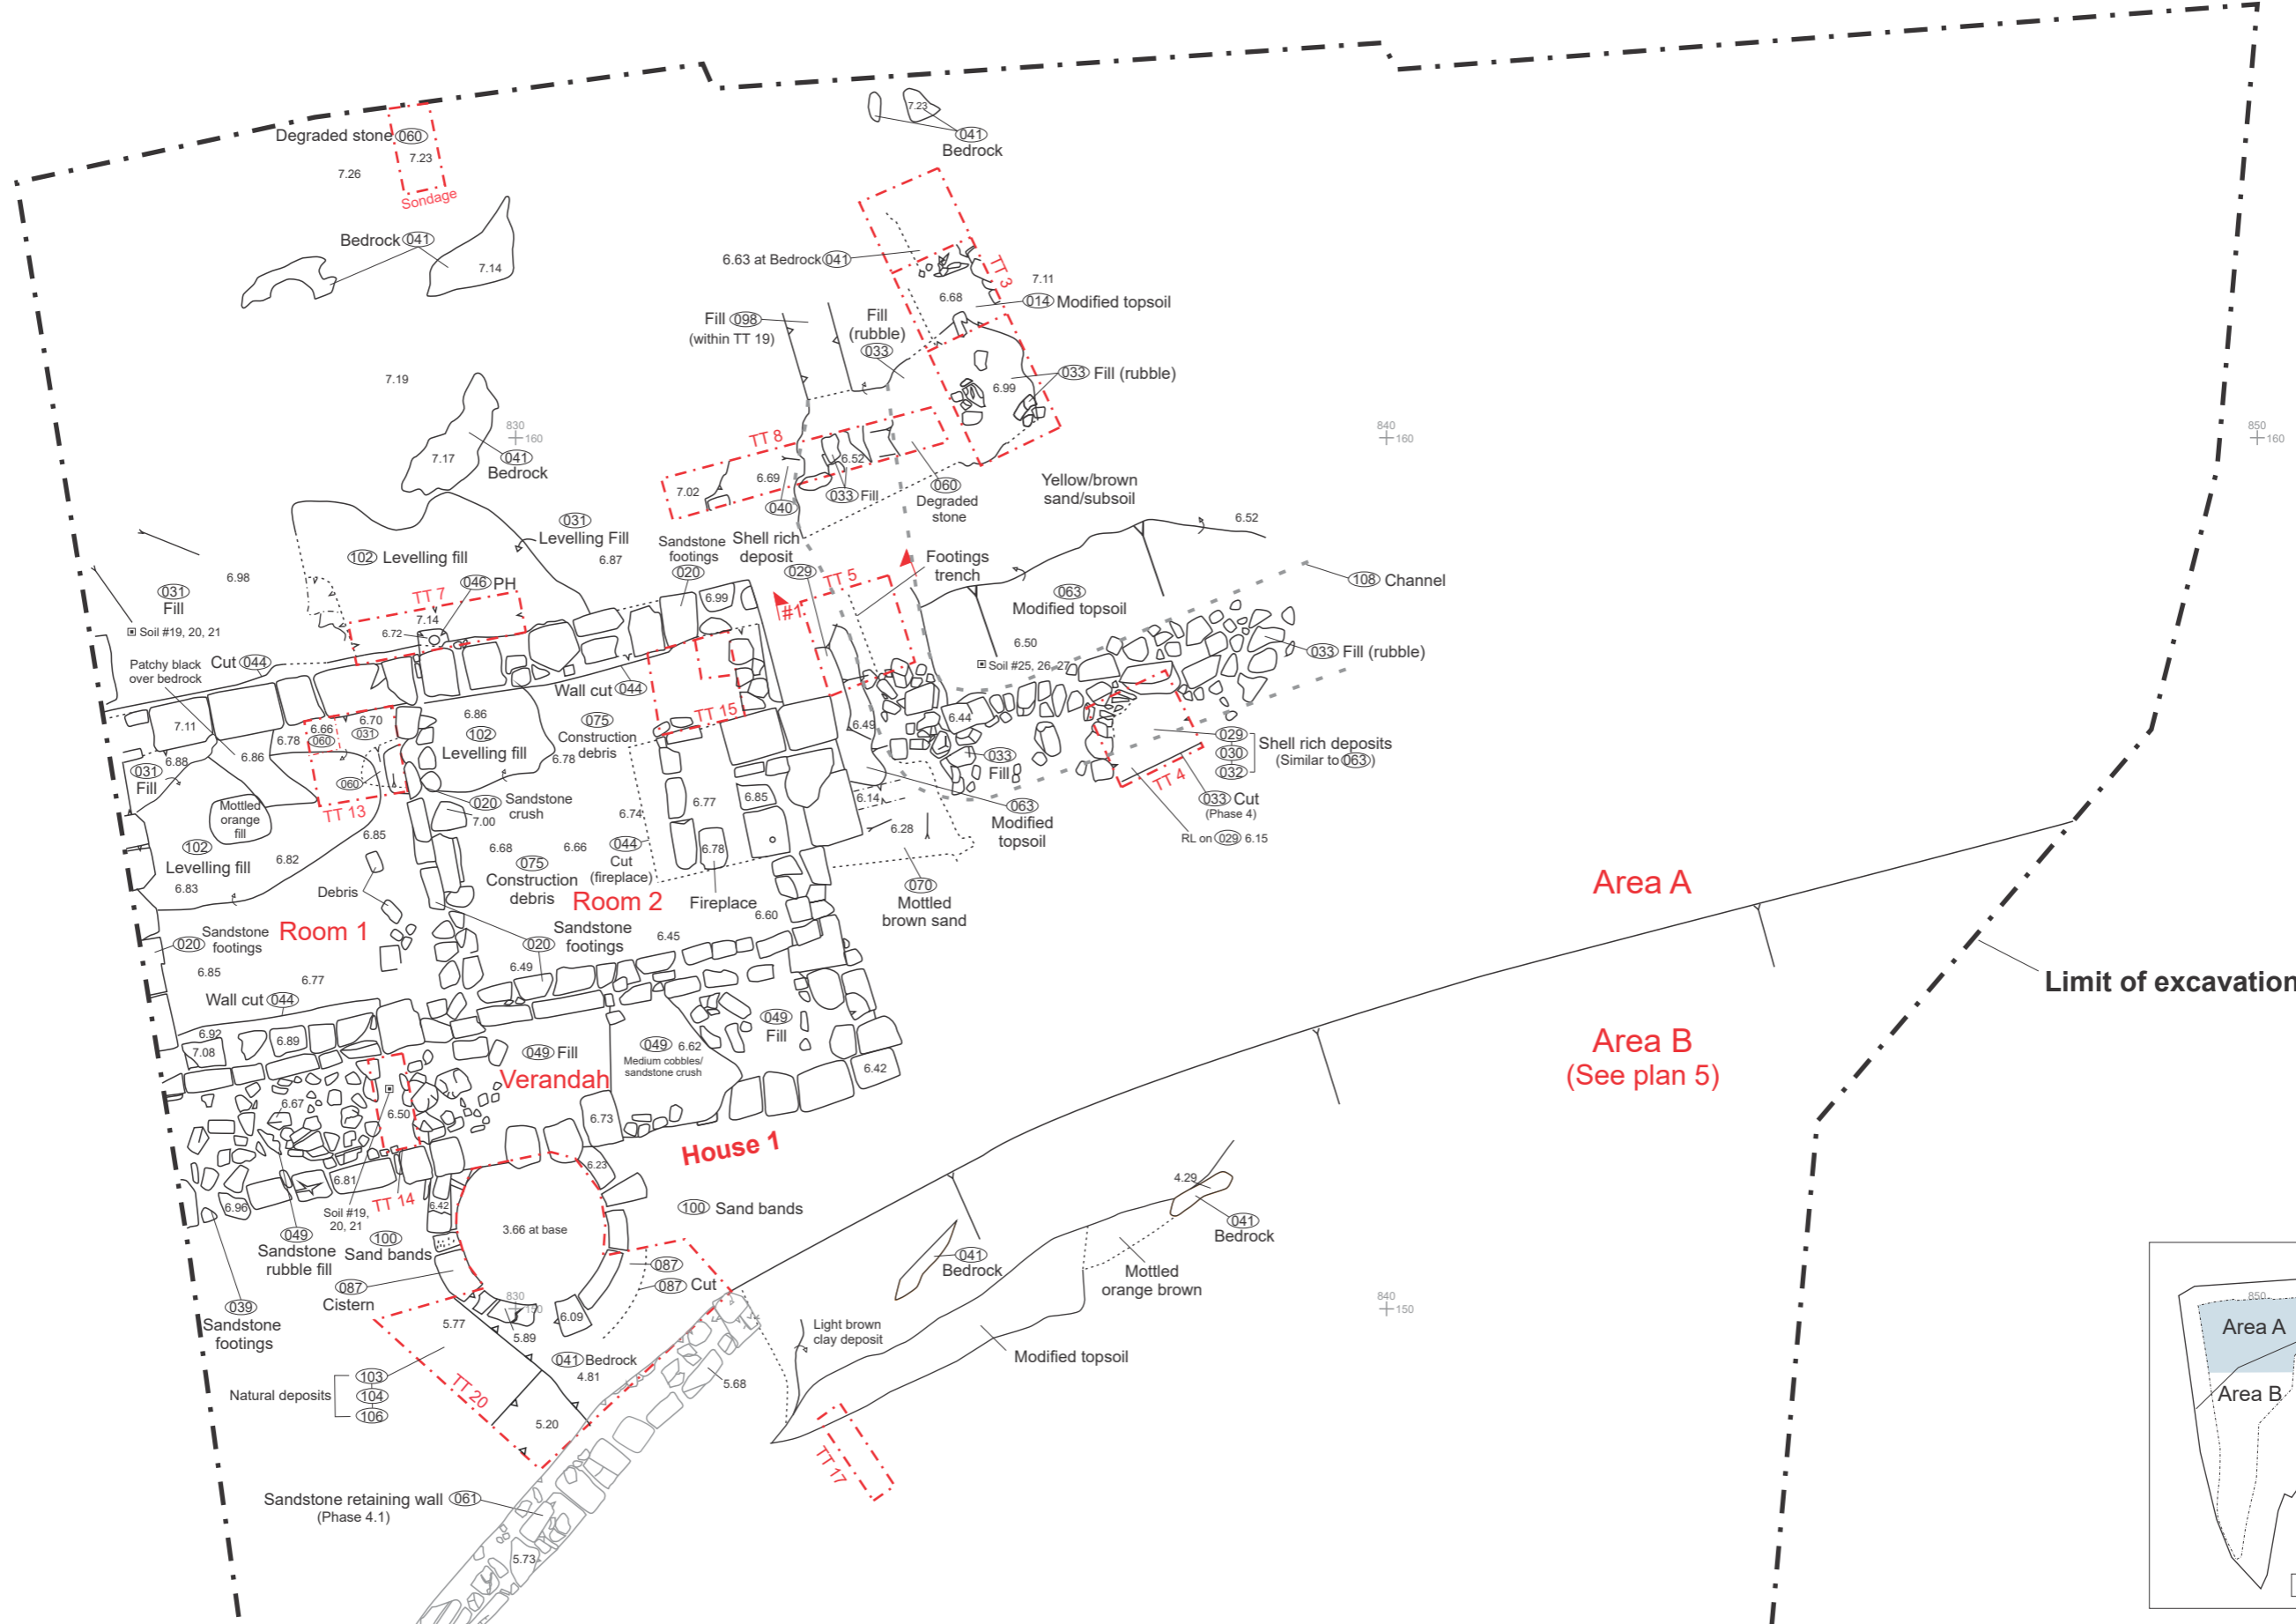 7.23
041
Bedrock
Degraded stone 060
7.23
7.26
Sondage
Bedrock 041
7.14
6.63 at Bedrock 041
TT 3
7.11
6.68
014 Modified topsoil
Fill 098
(within TT 19)
Fill
(rubble)
033
033 Fill (rubble)
6.99
7.19
830
160
840
160
850
160
7.17
041
Bedrock
TT 8
6.52
6.69
7.02
033 Fill
040
060
Degraded
stone
Yellow/brown
sand/subsoil
6.52
031
Levelling Fill
6.87
102 Levelling fill
Sandstone
footings
020
Shell rich
deposit
029
TT 5
Footings
trench
108 Channel
6.98
031
Fill
046 PH
TT 7
7.14
6.72
6.99
#1
063
Modified topsoil
6.50
Soil #19, 20, 21
Soil #25, 26, 27
033 Fill (rubble)
Patchy black
over bedrock
Cut 044
Wall cut 044
TT 15
7.11
6.66
6.70
060
031
6.78
6.86
6.86
102
Levelling fill
6.78
075
Construction
debris
6.49
6.44
033
Fill
029
030
032
Shell rich deposits
(Similar to 063)
TT 4
033 Cut
(Phase 4)
RL on 029 6.15
031
Fill
6.88
060
TT 13
Mottled
orange
fill
020 Sandstone
crush
7.00
6.74
6.77
6.85
6.14
063
Modified
topsoil
6.28
102
Levelling fill
6.85
6.82
6.83
6.68
6.66
075
Construction
debris
044
Cut
(fireplace)
6.78
Fireplace
Debris
Room 2
070
Mottled
brown sand
Area A
Room 1
020 Sandstone
footings
020
Sandstone
footings
6.60
6.45
6.49
6.85
6.77
Wall cut 044
Limit of excavation
6.92
7.08
6.89
049 Fill
049 6.62
Medium cobbles/
sandstone crush
049
Fill
Area B
(See plan 5)
Verandah
6.42
6.67
6.50
6.73
House 1
6.23
6.81
6.96
TT 14
Soil #19,
20, 21
6.42
3.66 at base
100 Sand bands
4.29
041
Bedrock
049
Sandstone
rubble fill
100
Sand bands
087
087 Cut
041
Bedrock
Mottled
orange brown
087
Cistern
039
Sandstone
footings
830
150
840
150
850
6.09
5.77
5.89
Light brown
clay deposit
Area A
Modified topsoil
041 Bedrock
4.81
5.68
Natural deposits
103
104
106
TT 20
5.20
Area B
TT 17
Sandstone retaining wall 061
(Phase 4.1)
5.73